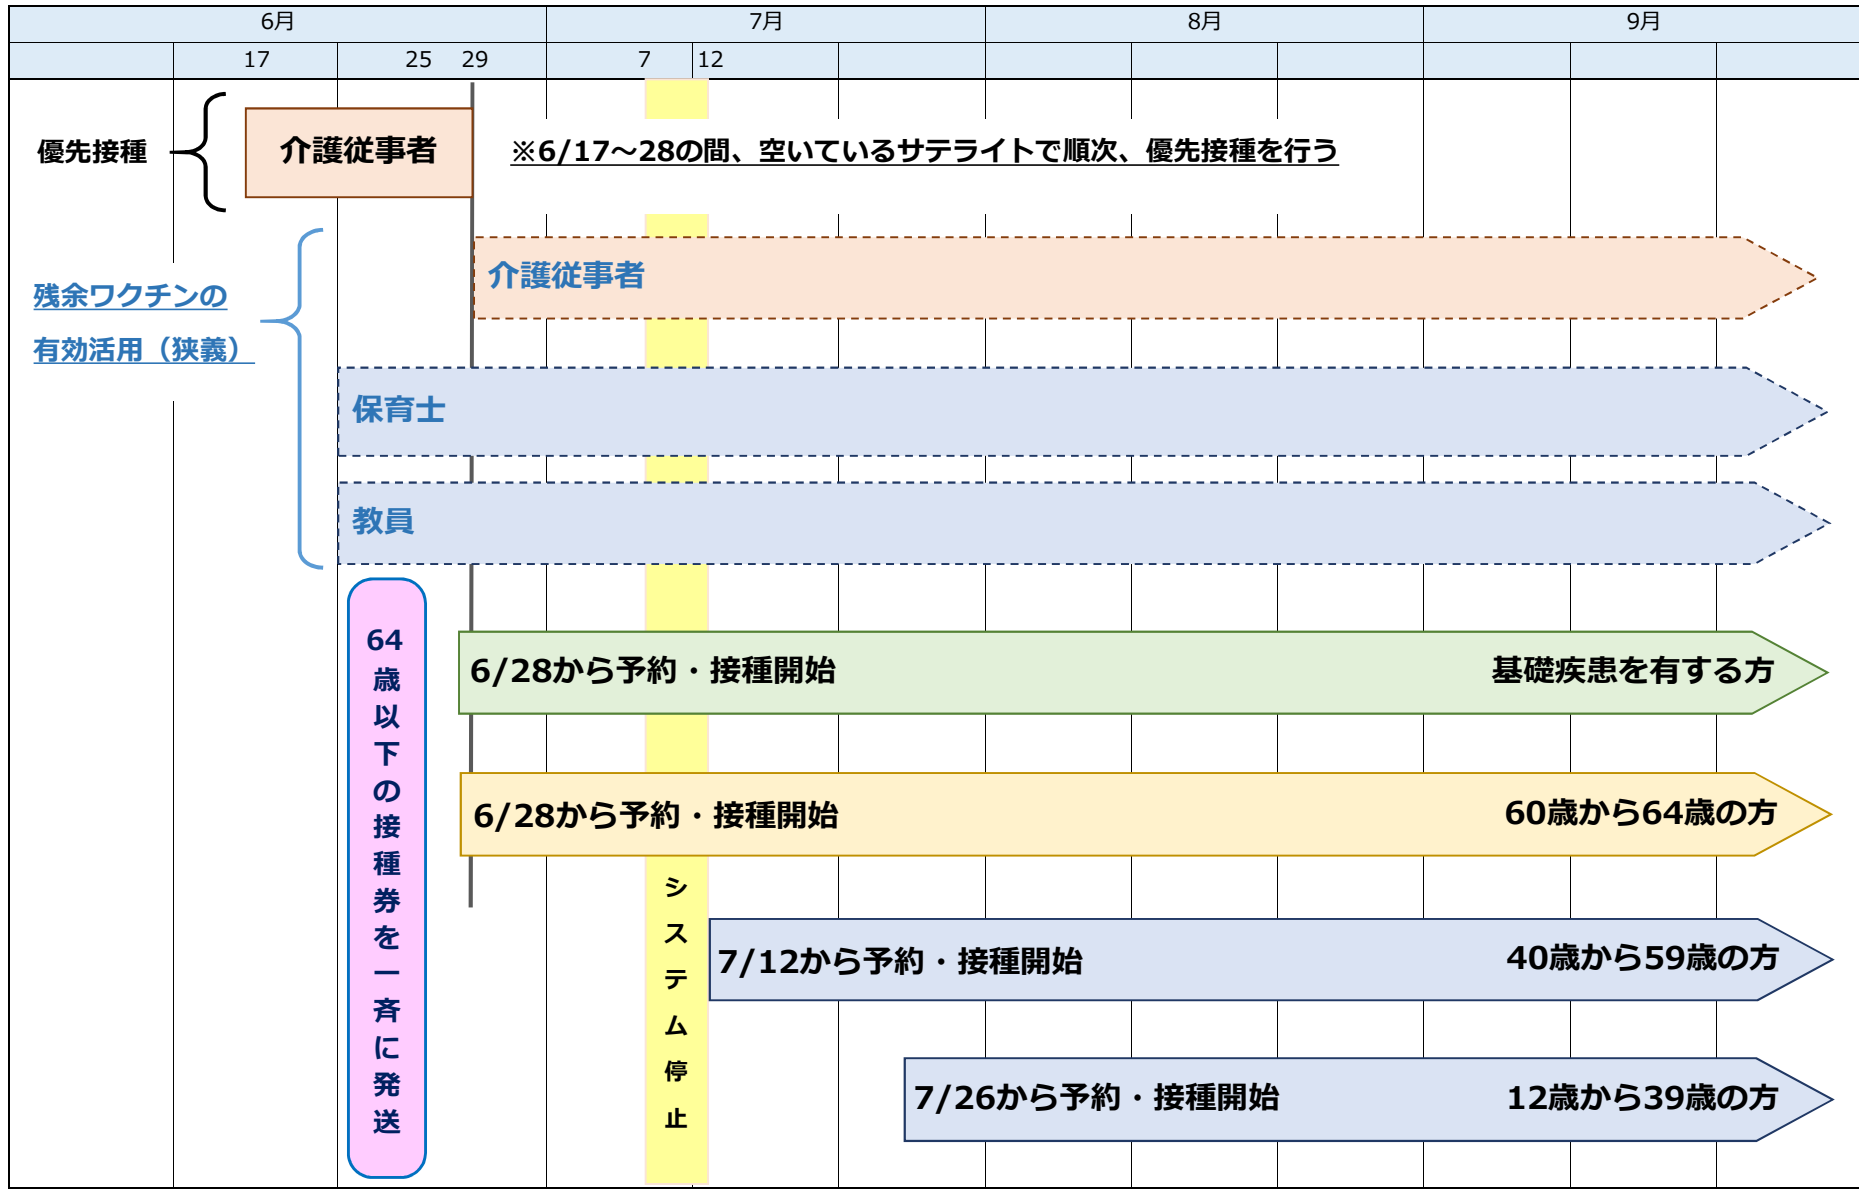 6月 7月 8月 9月
17 25 29 7 12
優先接種
介護従事者
※6/17～28の間、空いているサテライトで順次、優先接種を行う
残余ワクチンの
有効活用（狭義）
介護従事者
保育士
教員
64歳以下の接種券を一斉に発送
6/28から予約・接種開始 基礎疾患を有する方
6/28から予約・接種開始 60歳から64歳の方
システム停止
7/12から予約・接種開始 40歳から59歳の方
7/26から予約・接種開始 12歳から39歳の方